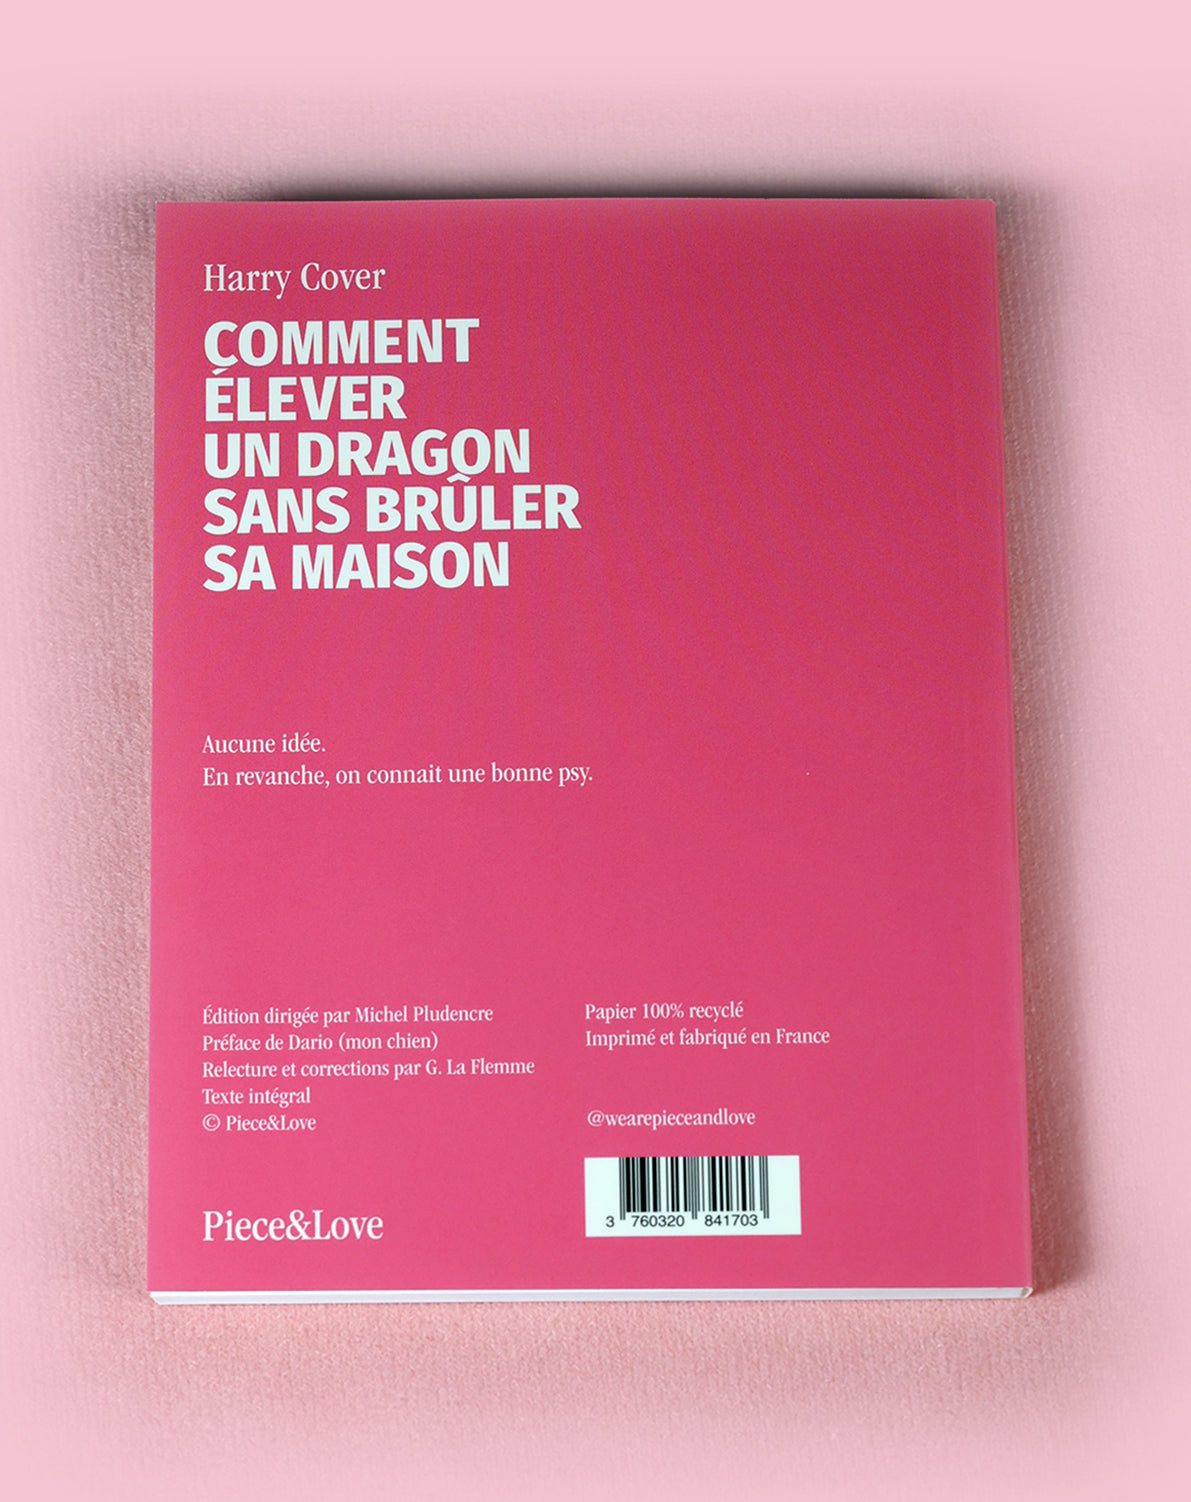 Harry Cover
COMMENT
ÉLEVER
UN DRAGON
SANS BRÛLER
SA MAISON
Aucune idée.
En revanche, on connait une bonne psy.
Édition dirigée par Michel Pludencre
Préface de Dario (mon chien)
Relecture et corrections par G. La Flemme
Texte intégral
© Piece&Love
Piece&Love
Papier 100% recyclé
Imprimé et fabriqué en France
@wearepieceandlove
3 760320 841703